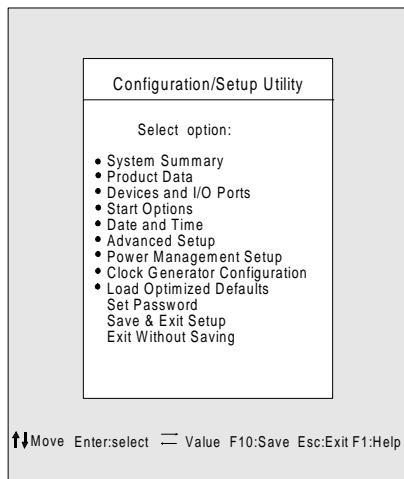 Configuration/Setup Utility
Select option:
• System Summary
• Product Data
• Devices and I/O Ports
• Start Options
• Date and Time
• Advanced Setup
• Power Management Setup
• Clock Generator Configuration
• Load Optimized Defaults
Set Password
Save & Exit Setup
Exit Without Saving
↑↓Move Enter:select Value F10:Save Esc:Exit F1:Help